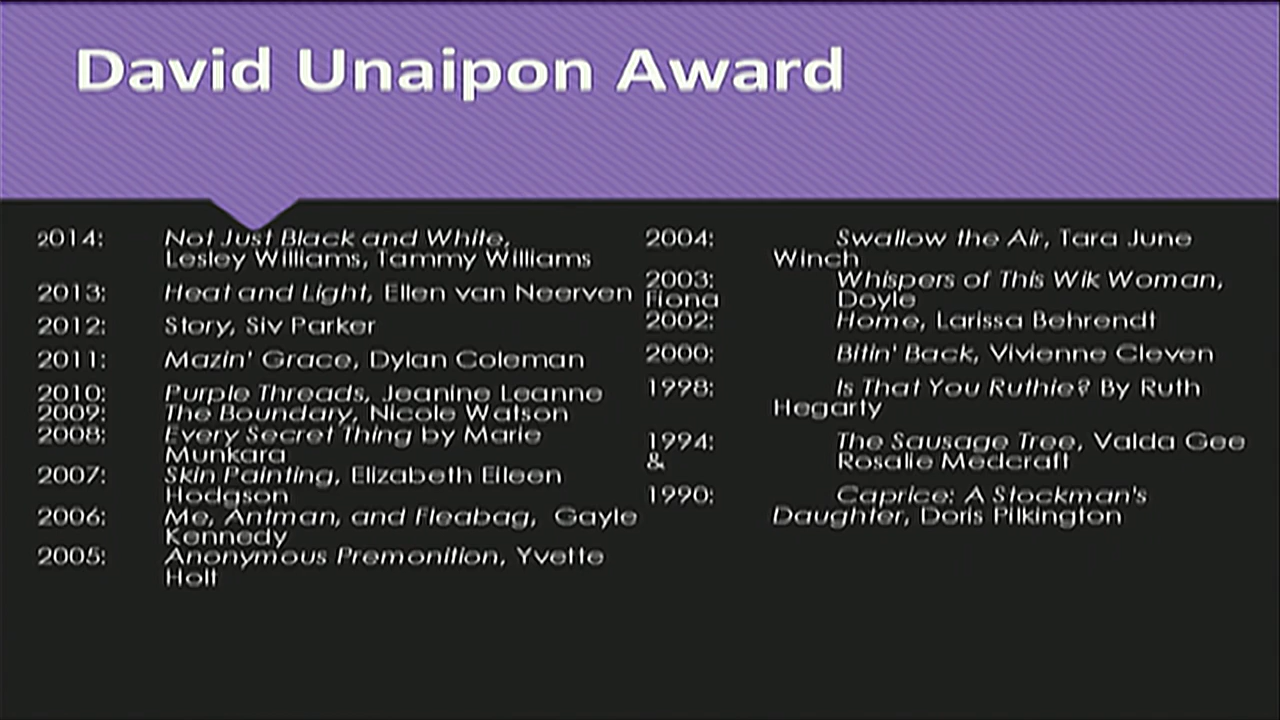 David Unaipon Award
2014: Not Just Black and White,
Lesley Williams, Tammy Williams
2013: Heat and Light, Ellen van Neerven
2012: Story, Siv Parker
2011: Mazin' Grace, Dylan Coleman
2010: Purple Threads, Jeanine Leanne
2009: The Boundary, Nicole Watson
2008: Every Secret Thing by Marie
Munkara
2007: Skin Painting, Elizabeth Eileen
Hodgson
2006: Me, Antman, and Fleabag, Gayle
Kennedy
2005: Anonymous Premonition, Yvette
Holt
2004: Swallow the Air, Tara June
Winch
2003: Whispers of This Wik Woman,
Fiona Doyle
2002: Home, Larissa Behrendt
2000: Bitin' Back, Vivienne Cleven
1998: Is That You Ruthie? By Ruth
Hegarty
1994: The Sausage Tree, Valda Gee
& Rosalie Medcraft
1990: Caprice: A Stockman's
Daughter, Doris Pilkington